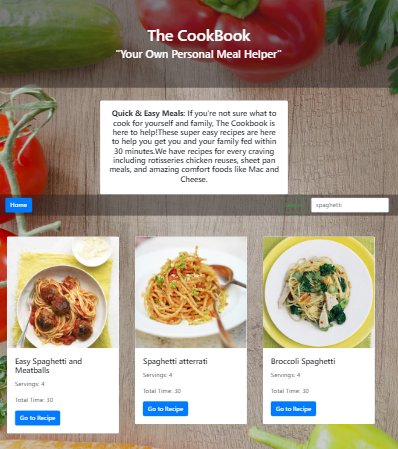 The CookBook
"Your Own Personal Meal Helper"
Quick & Easy Meals: If you're not sure what to
cook for yourself and family, The Cookbook is
here to help!These super easy recipes are here
to help you get you and your family fed within
30 minutes.We have recipes for every craving
including rotisseries chicken reuses, sheet pan
meals, and amazing comfort foods like Mac and
Cheese.
Home Search spaghetti
Easy Spaghetti and Spaghetti atterrati Broccoli Spaghetti
Meatballs
Servings: 4 Servings: 4 Servings: 4
Total Time: 30 Total Time: 30 Total Time: 30
Go to Recipe Go to Recipe Go to Recipe